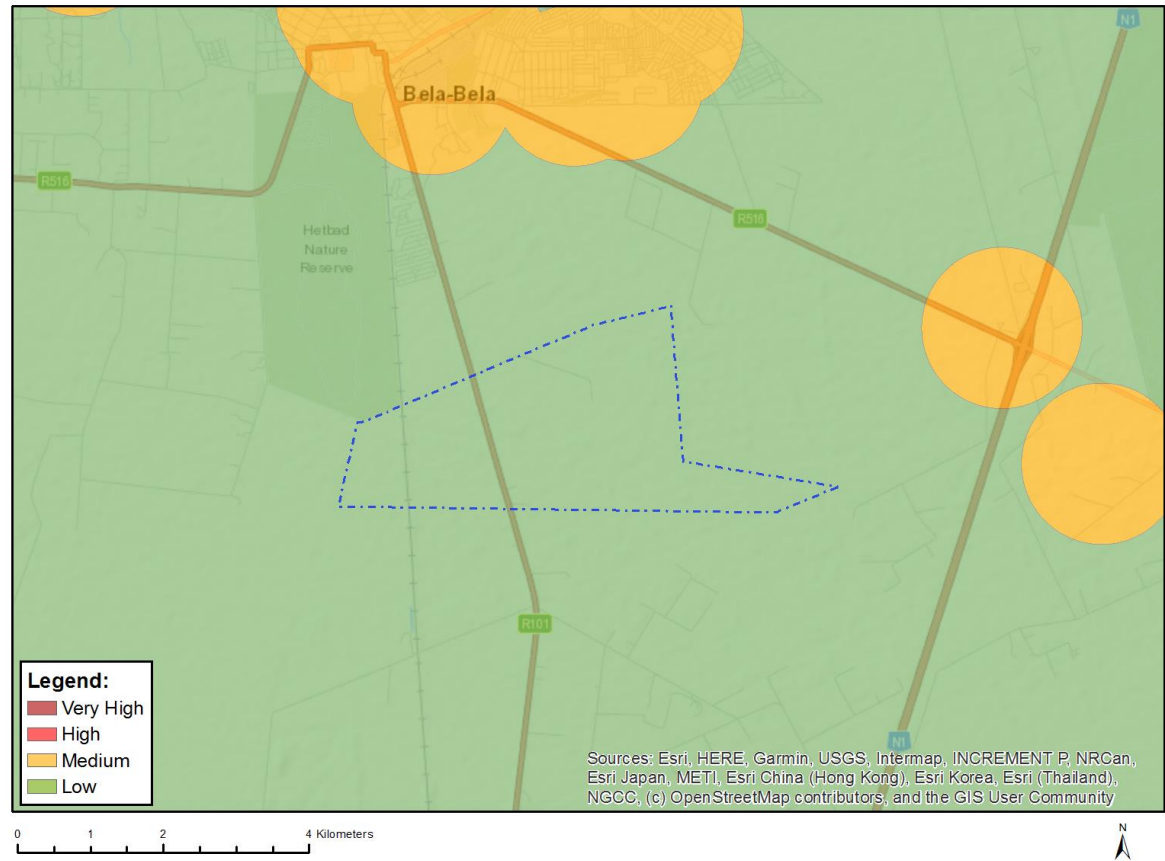 N1
Bela-Bela
R516
Hetbad
Nature
Reserve
R516
R101
N1
Legend:
Very High
High
Medium
Low
Sources: Esri, HERE, Garmin, USGS, Intermap, INCREMENT P, NRCan,
Esri Japan, METI, Esri China (Hong Kong), Esri Korea, Esri (Thailand),
NGCC, (c) OpenStreetMap contributors, and the GIS User Community
0 1 2 4 Kilometers
N